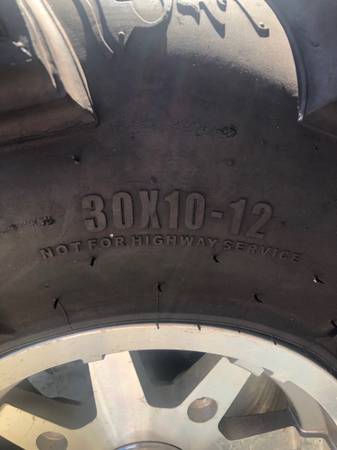 30X10-12
NOT FOR HIGHWAY SERVICE